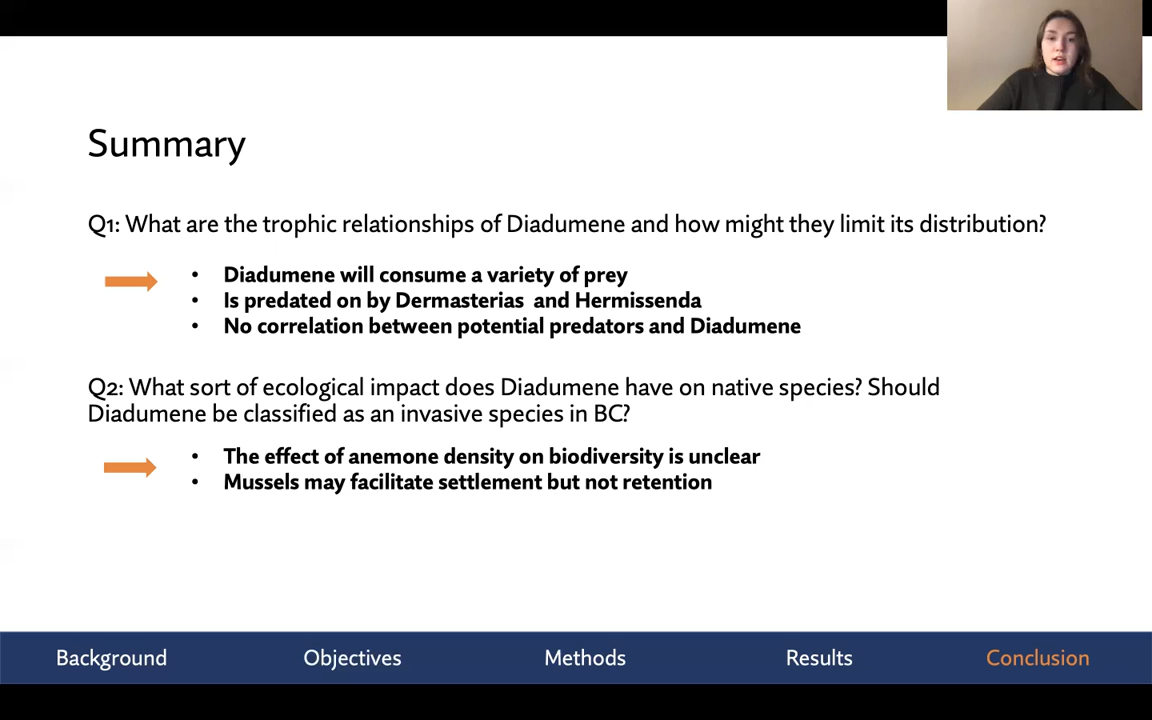 Summary
Q1: What are the trophic relationships of Diadumene and how might they limit its distribution?
• Diadumene will consume a variety of prey
• Is predated on by Dermasterias and Hermissenda
• No correlation between potential predators and Diadumene
Q2: What sort of ecological impact does Diadumene have on native species? Should
Diadumene be classified as an invasive species in BC?
• The effect of anemone density on biodiversity is unclear
• Mussels may facilitate settlement but not retention
Background Objectives Methods Results Conclusion